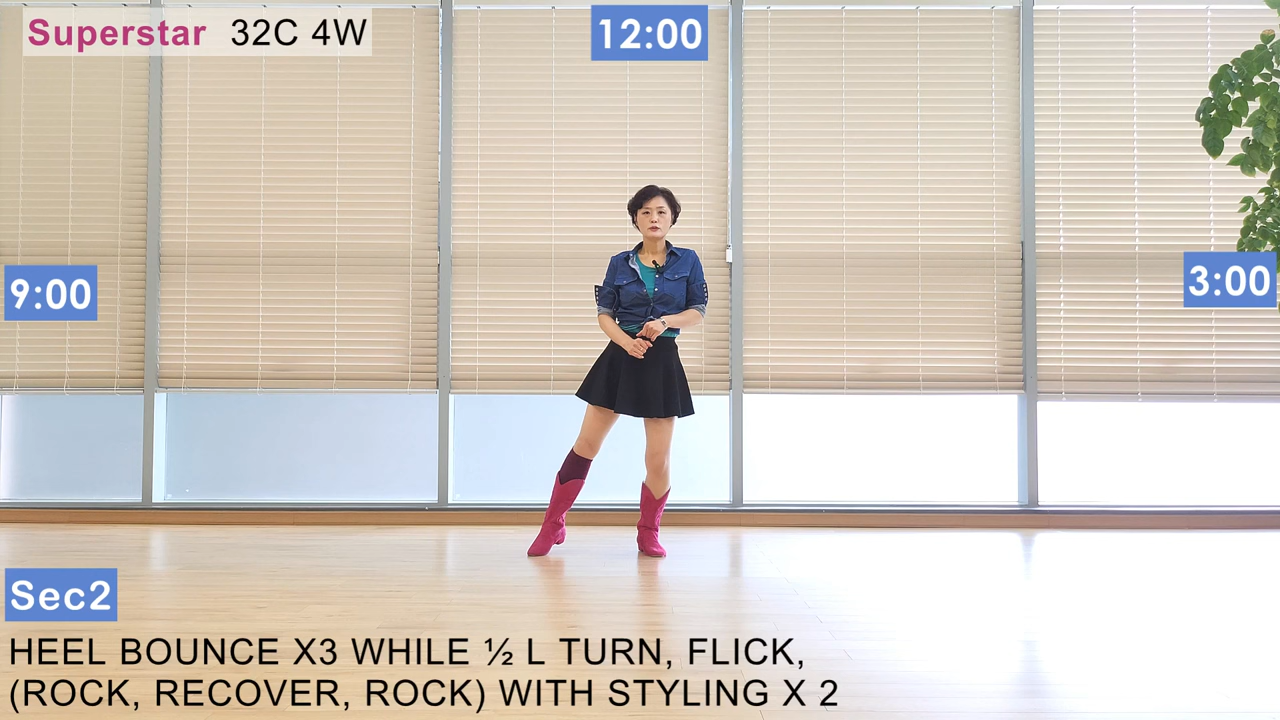 Superstar 32C 4W
12:00
9:00
3:00
Sec2
HEEL BOUNCE X3 WHILE ½ L TURN, FLICK,
(ROCK, RECOVER, ROCK) WITH STYLING X 2